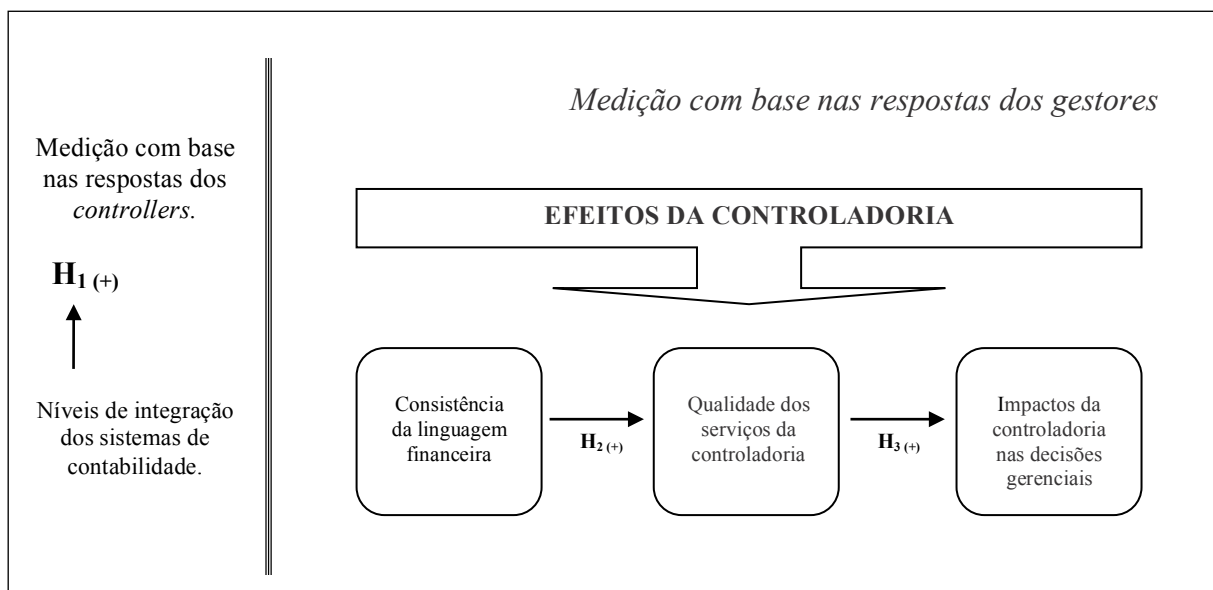 Medição com base
nas respostas dos
controllers.
H1 (+)
Níveis de integração
dos sistemas de
contabilidade.
Medição com base nas respostas dos gestores
EFEITOS DA CONTROLADORIA
Consistência
da linguagem
financeira
H2 (+)
Qualidade dos
serviços da
controladoria
H3 (+)
Impactos da
controladoria
nas decisões
gerenciais